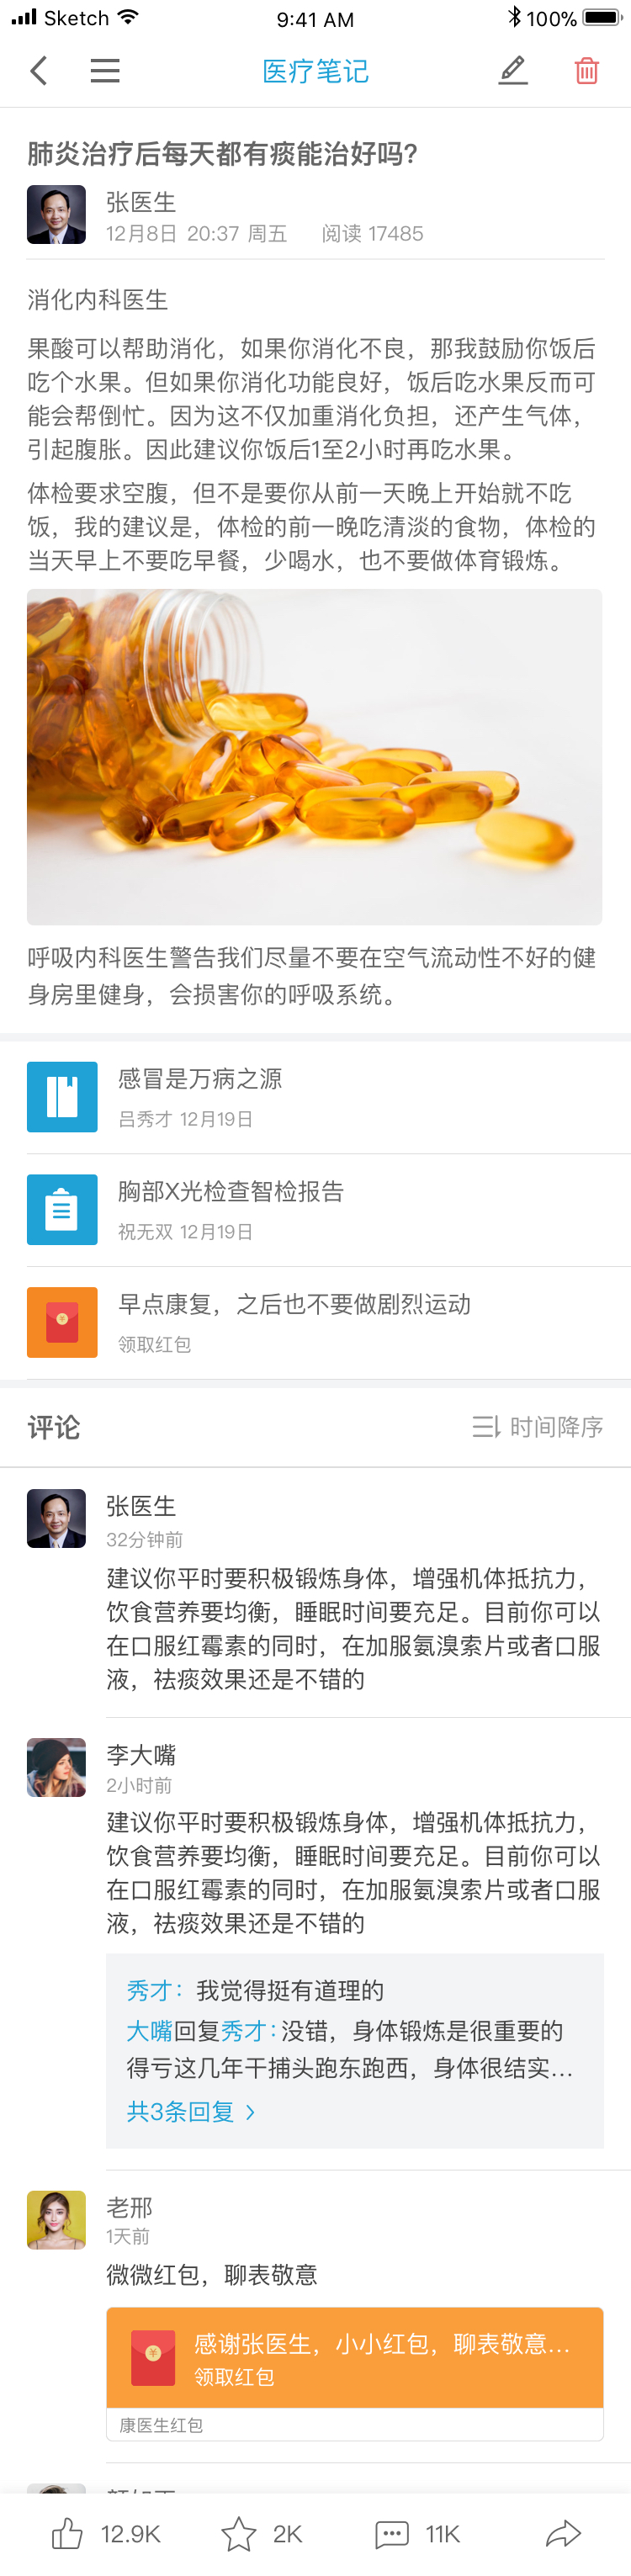 Sketch
9:41 AM
100%
医疗笔记
肺炎治疗后每天都有痰能治好吗?
张医生
12月8日 20:37 周五 阅读 17485
消化内科医生
果酸可以帮助消化，如果你消化不良，那我鼓励你饭后
吃个水果。但如果你消化功能良好，饭后吃水果反而可
能会帮倒忙。因为这不仅加重消化负担，还产生气体，
引起腹胀。因此建议你饭后1至2小时再吃水果。
体检要求空腹，但不是要你从前一天晚上开始就不吃
饭，我的建议是，体检的前一晚吃清淡的食物，体检的
当天早上不要吃早餐，少喝水，也不要做体育锻炼。
呼吸内科医生警告我们尽量不要在空气流动性不好的健
身房里健身，会损害你的呼吸系统。
感冒是万病之源
吕秀才 12月19日
胸部X光检查智检报告
祝无双 12月19日
早点康复，之后也不要做剧烈运动
领取红包
评论
时间降序
张医生
32分钟前
建议你平时要积极锻炼身体，增强机体抵抗力，
饮食营养要均衡，睡眠时间要充足。目前你可以
在口服红霉素的同时，在加服氨溴索片或者口服
液，祛痰效果还是不错的
李大嘴
2小时前
建议你平时要积极锻炼身体，增强机体抵抗力，
饮食营养要均衡，睡眠时间要充足。目前你可以
在口服红霉素的同时，在加服氨溴索片或者口服
液，祛痰效果还是不错的
秀才：我觉得挺有道理的
大嘴回复秀才：没错，身体锻炼是很重要的
得亏这几年干捕头跑东跑西，身体很结实...
共3条回复
老邢
1天前
微微红包，聊表敬意
感谢张医生，小小红包，聊表敬意...
领取红包
康医生红包
12.9K
2K
11K